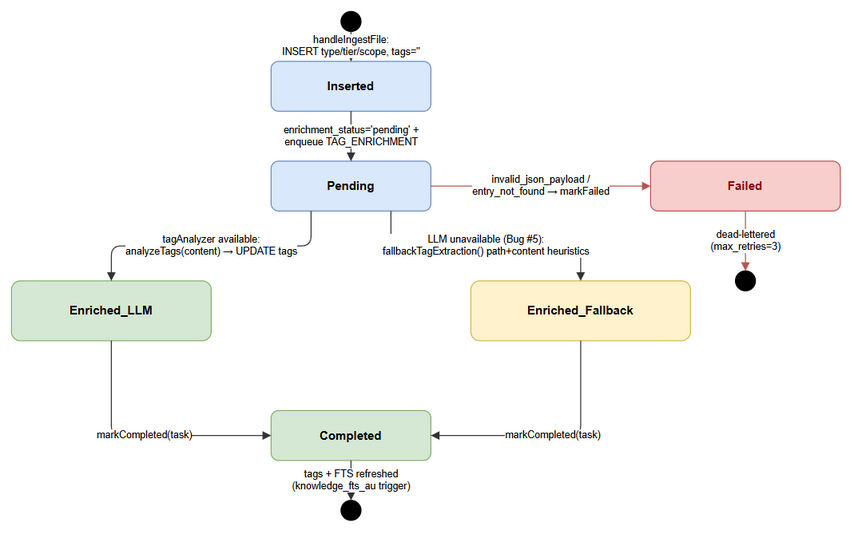 handleIngestFile:
INSERT type/tier/scope, tags=''
Inserted
enrichment_status='pending' +
enqueue TAG_ENRICHMENT
Pending
invalid_json_payload /
entry_not_found → markFailed
Failed
dead-lettered
(max_retries=3)
tagAnalyzer available:
analyzeTags(content) → UPDATE tags
LLM unavailable (Bug #5):
fallbackTagExtraction() path+content heuristics
Enriched_LLM
Enriched_Fallback
markCompleted(task)
Completed
markCompleted(task)
tags + FTS refreshed
(knowledge_fts_au trigger)